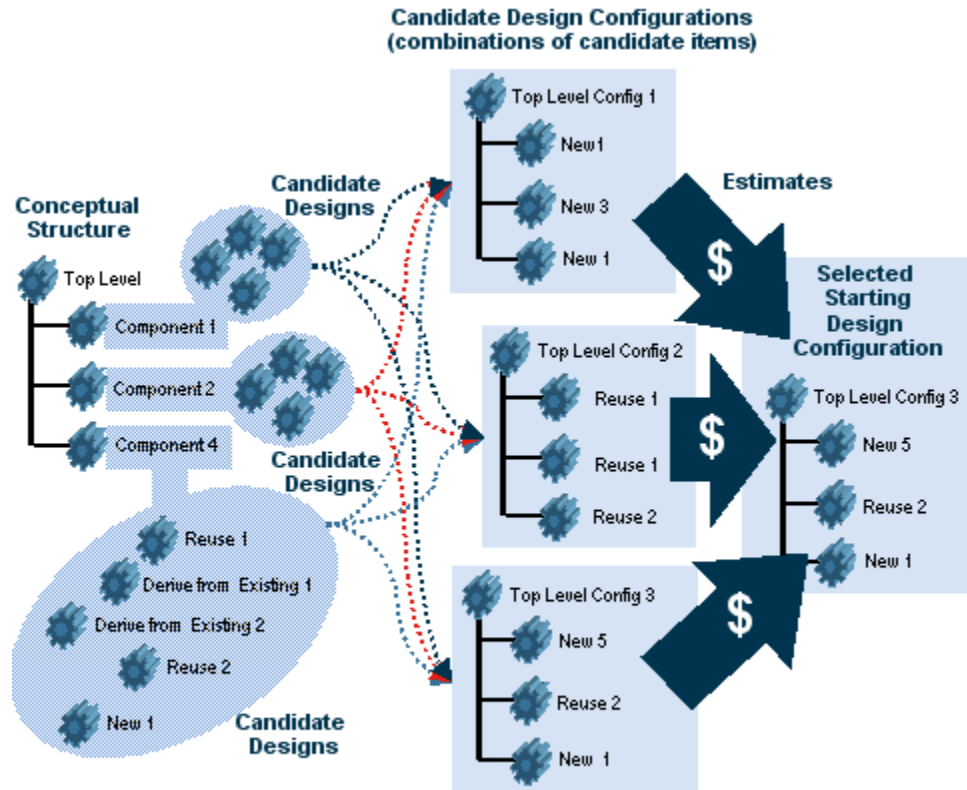 Candidate Design Configurations
(combinations of candidate items)
Conceptual
Structure
Top Level
Component 1
Component 2
Component 4
Candidate
Designs
Candidate
Designs
Reuse 1
Derive from Existing 1
Derive from Existing 2
Reuse 2
New 1
Candidate
Designs
Top Level Config 1
New1
New 3
New 1
Top Level Config 2
Reuse 1
Reuse 1
Reuse 2
Top Level Config 3
New 5
Reuse 2
New 1
Estimates
$
$
$
Selected
Starting
Design
Configuration
Top Level Config 3
New 5
Reuse 2
New 1